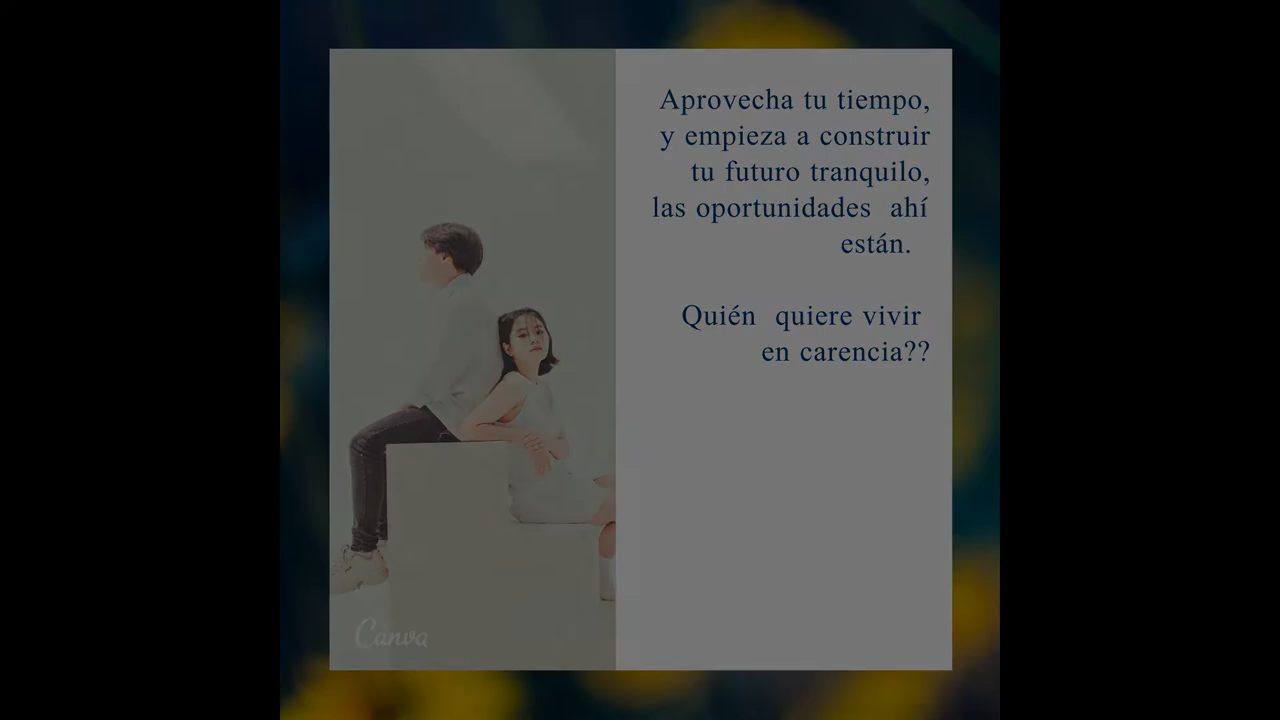 Aprovecha tu tiempo,
y empieza a construir
tu futuro tranquilo,
las oportunidades ahí
están.
Quién quiere vivir
en carencia??
Canva